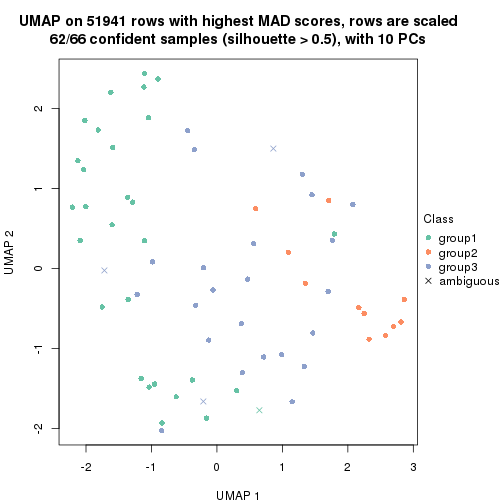 UMAP on 51941 rows with highest MAD scores, rows are scaled
62/66 confident samples (silhouette > 0.5), with 10 PCs
2
1
0
-1
-2
UMAP 2
-2
-1
0
1
2
3
UMAP 1
Class
group1
group2
group3
ambiguous